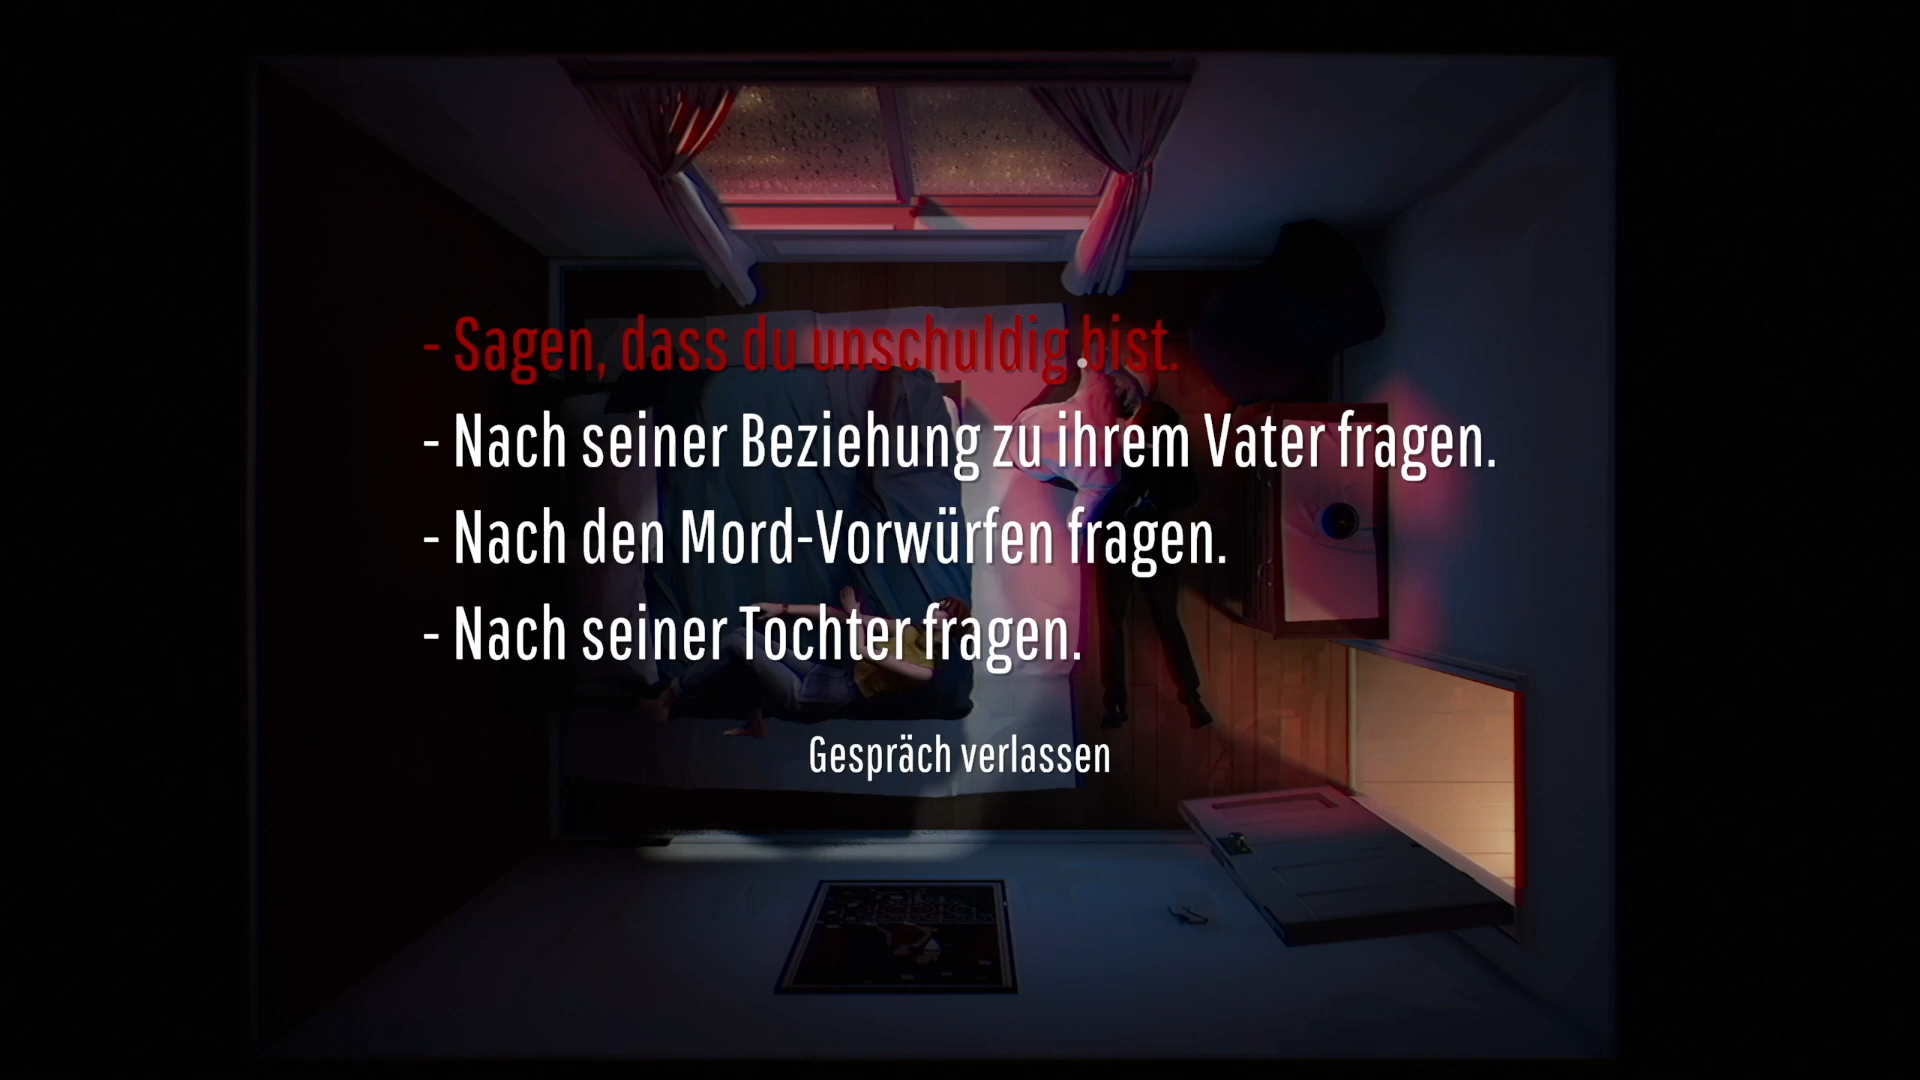 - Sagen, dass du unschuldig bist.
- Nach seiner Beziehung zu ihrem Vater fragen.
- Nach den Mord-Vorwürfen fragen.
- Nach seiner Tochter fragen.
Gespräch verlassen